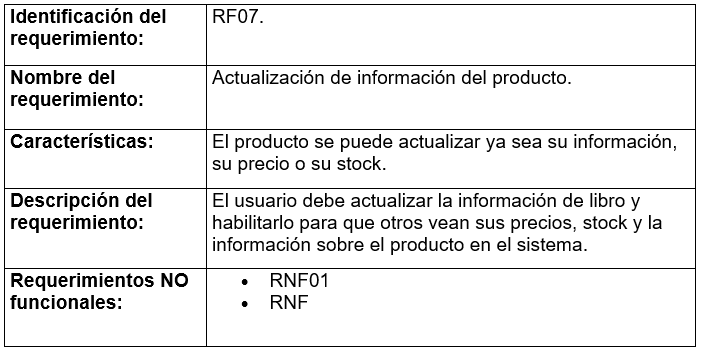 Identificación del RF07.
requerimiento:
Nombre del Actualización de información del producto.
requerimiento:
Características: El producto se puede actualizar ya sea su información,
su precio o su stock.
Descripción del El usuario debe actualizar la información de libro y
requerimiento: habilitarlo para que otros vean sus precios, stock y la
información sobre el producto en el sistema.
Requerimientos NO • RNF01
funcionales: • RNF